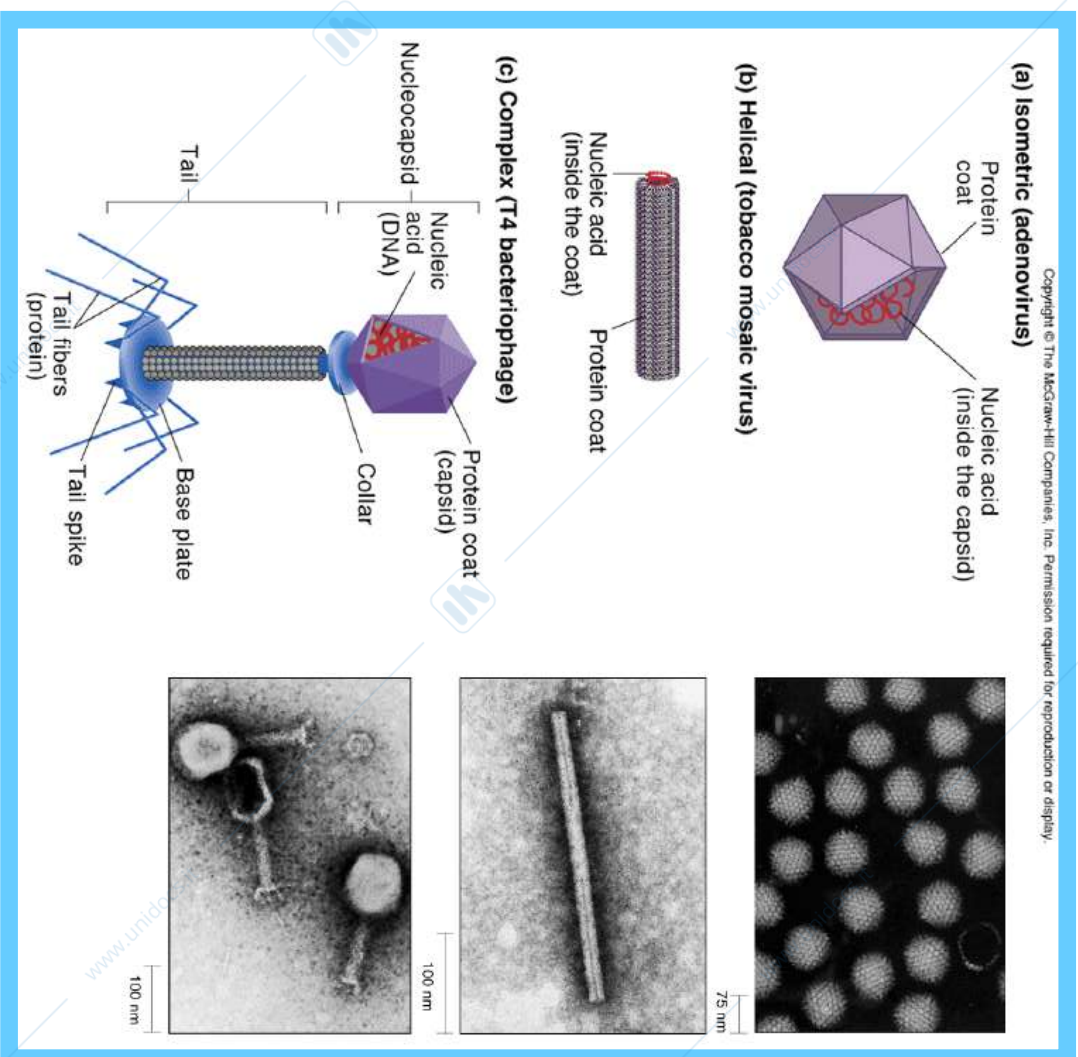 Copyright © The McGraw-Hill Companies, Inc. Permission required for reproduction or display.
(a) Isometric (adenovirus)
Protein
coat
Nucleic acid
(inside the capsid)
75 nm
(b) Helical (tobacco mosaic virus)
Nucleic acid
(inside the coat)
Protein coat
100 nm
(c) Complex (T4 bacteriophage)
Nucleocapsid
Nucleic
acid
(DNA)
Protein coat
(capsid)
Collar
Tail
Base plate
Tail fibers
(protein)
Tail spike
100 nm